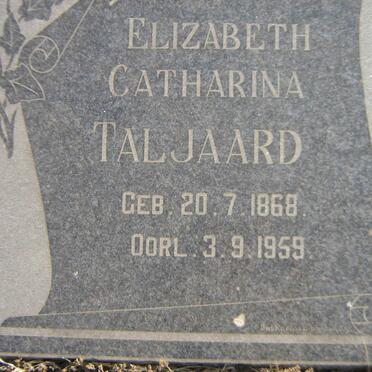 ELIZABETH
CATHARINA
TALJAARD
GEB. 20.7.1868.
OORL. 3.9.1959.